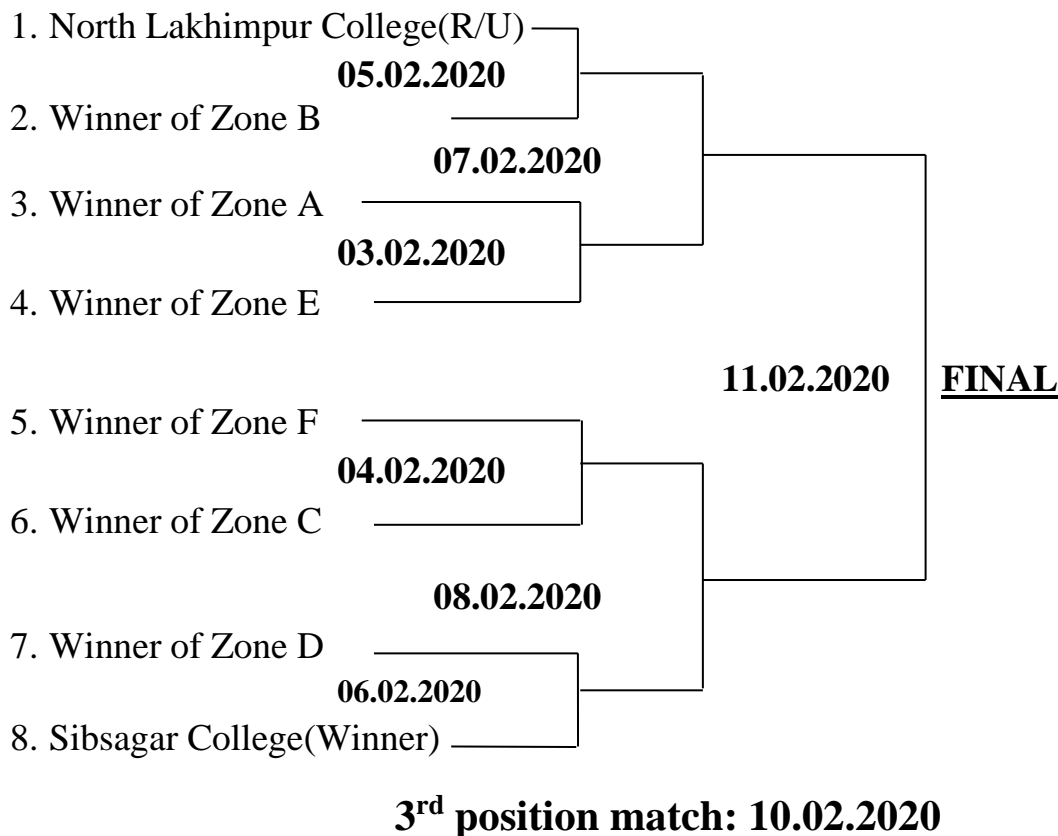 1. North Lakhimpur College(R/U)
05.02.2020
2. Winner of Zone B
07.02.2020
3. Winner of Zone A
03.02.2020
4. Winner of Zone E
11.02.2020 FINAL
5. Winner of Zone F
04.02.2020
6. Winner of Zone C
08.02.2020
7. Winner of Zone D
06.02.2020
8. Sibsagar College(Winner)
3rd position match: 10.02.2020